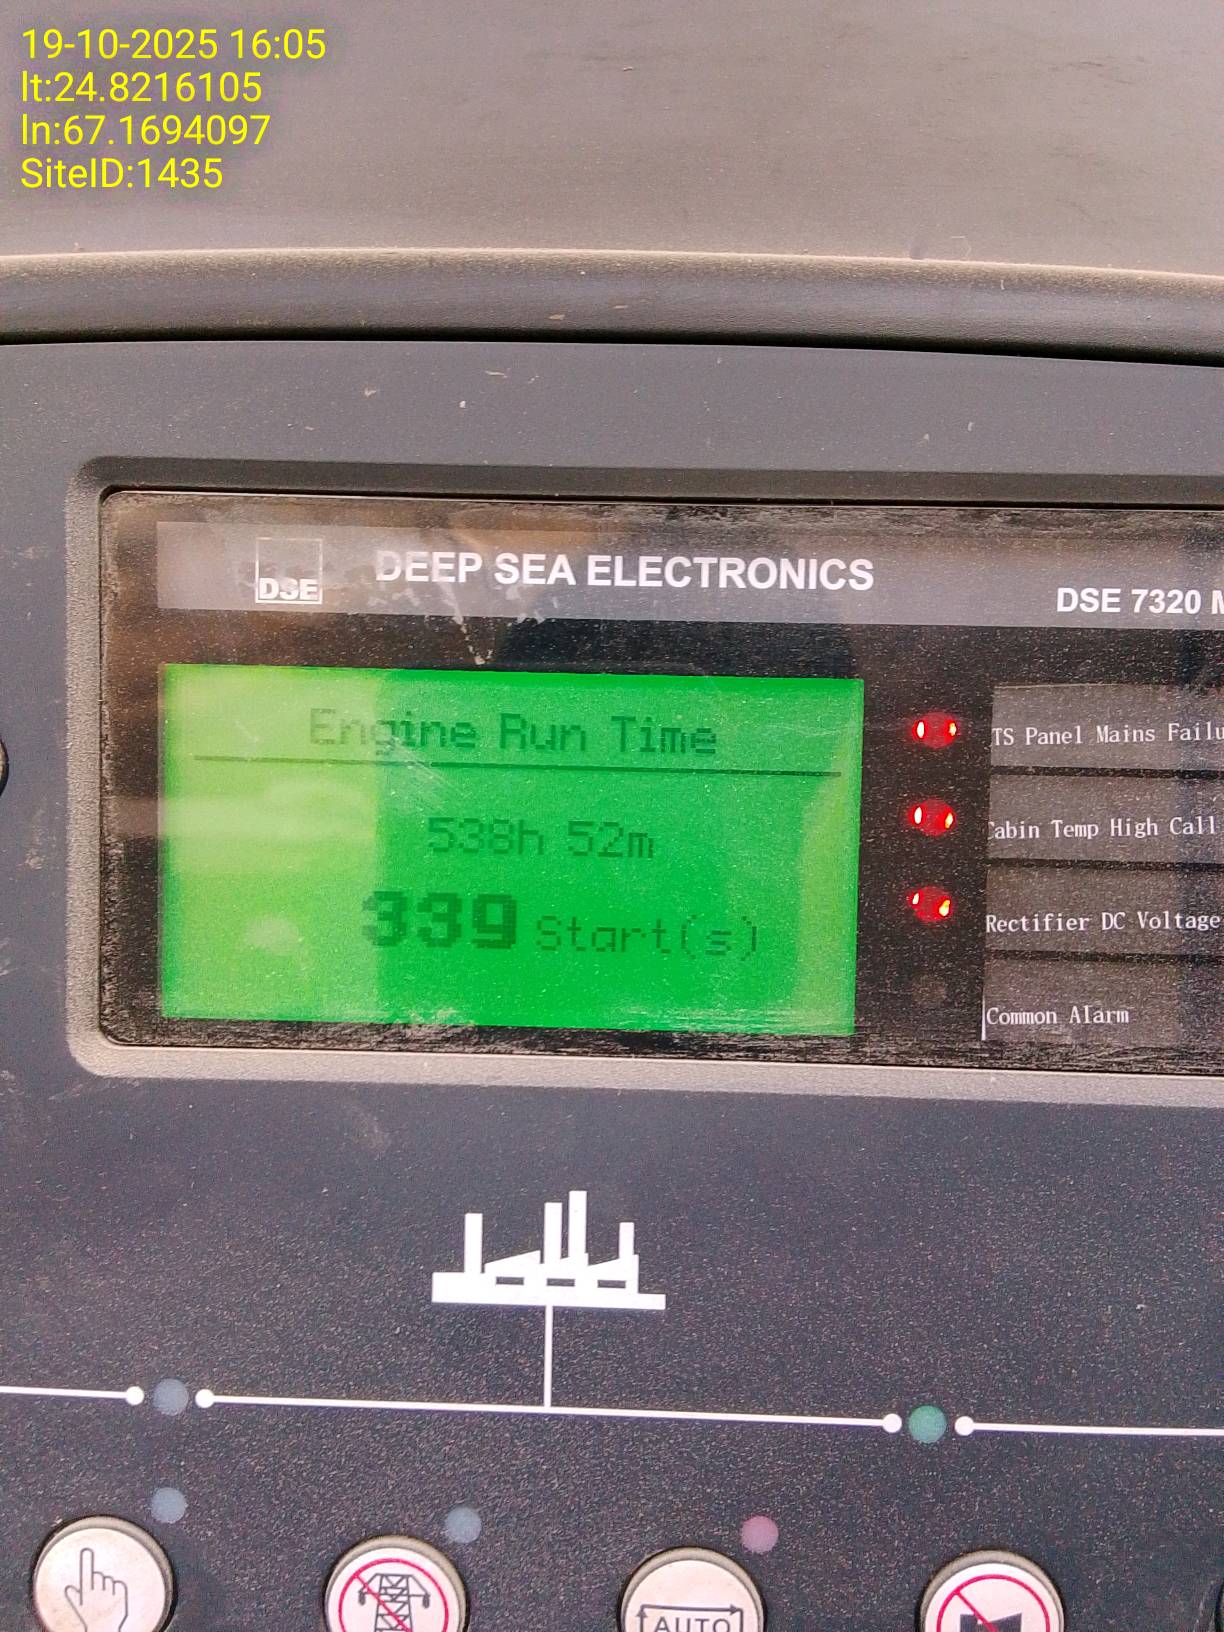 19-10-2025 16:05
lt:24.8216105
ln:67.1694097
SiteID:1435
DSE
DEEP SEA ELECTRONICS
DSE 7320
Engine Run Time
538h 52m
339 Start(s)
TS Panel Mains Failu
Cabin Temp High Call
Rectifier DC Voltage
Common Alarm
AUTO